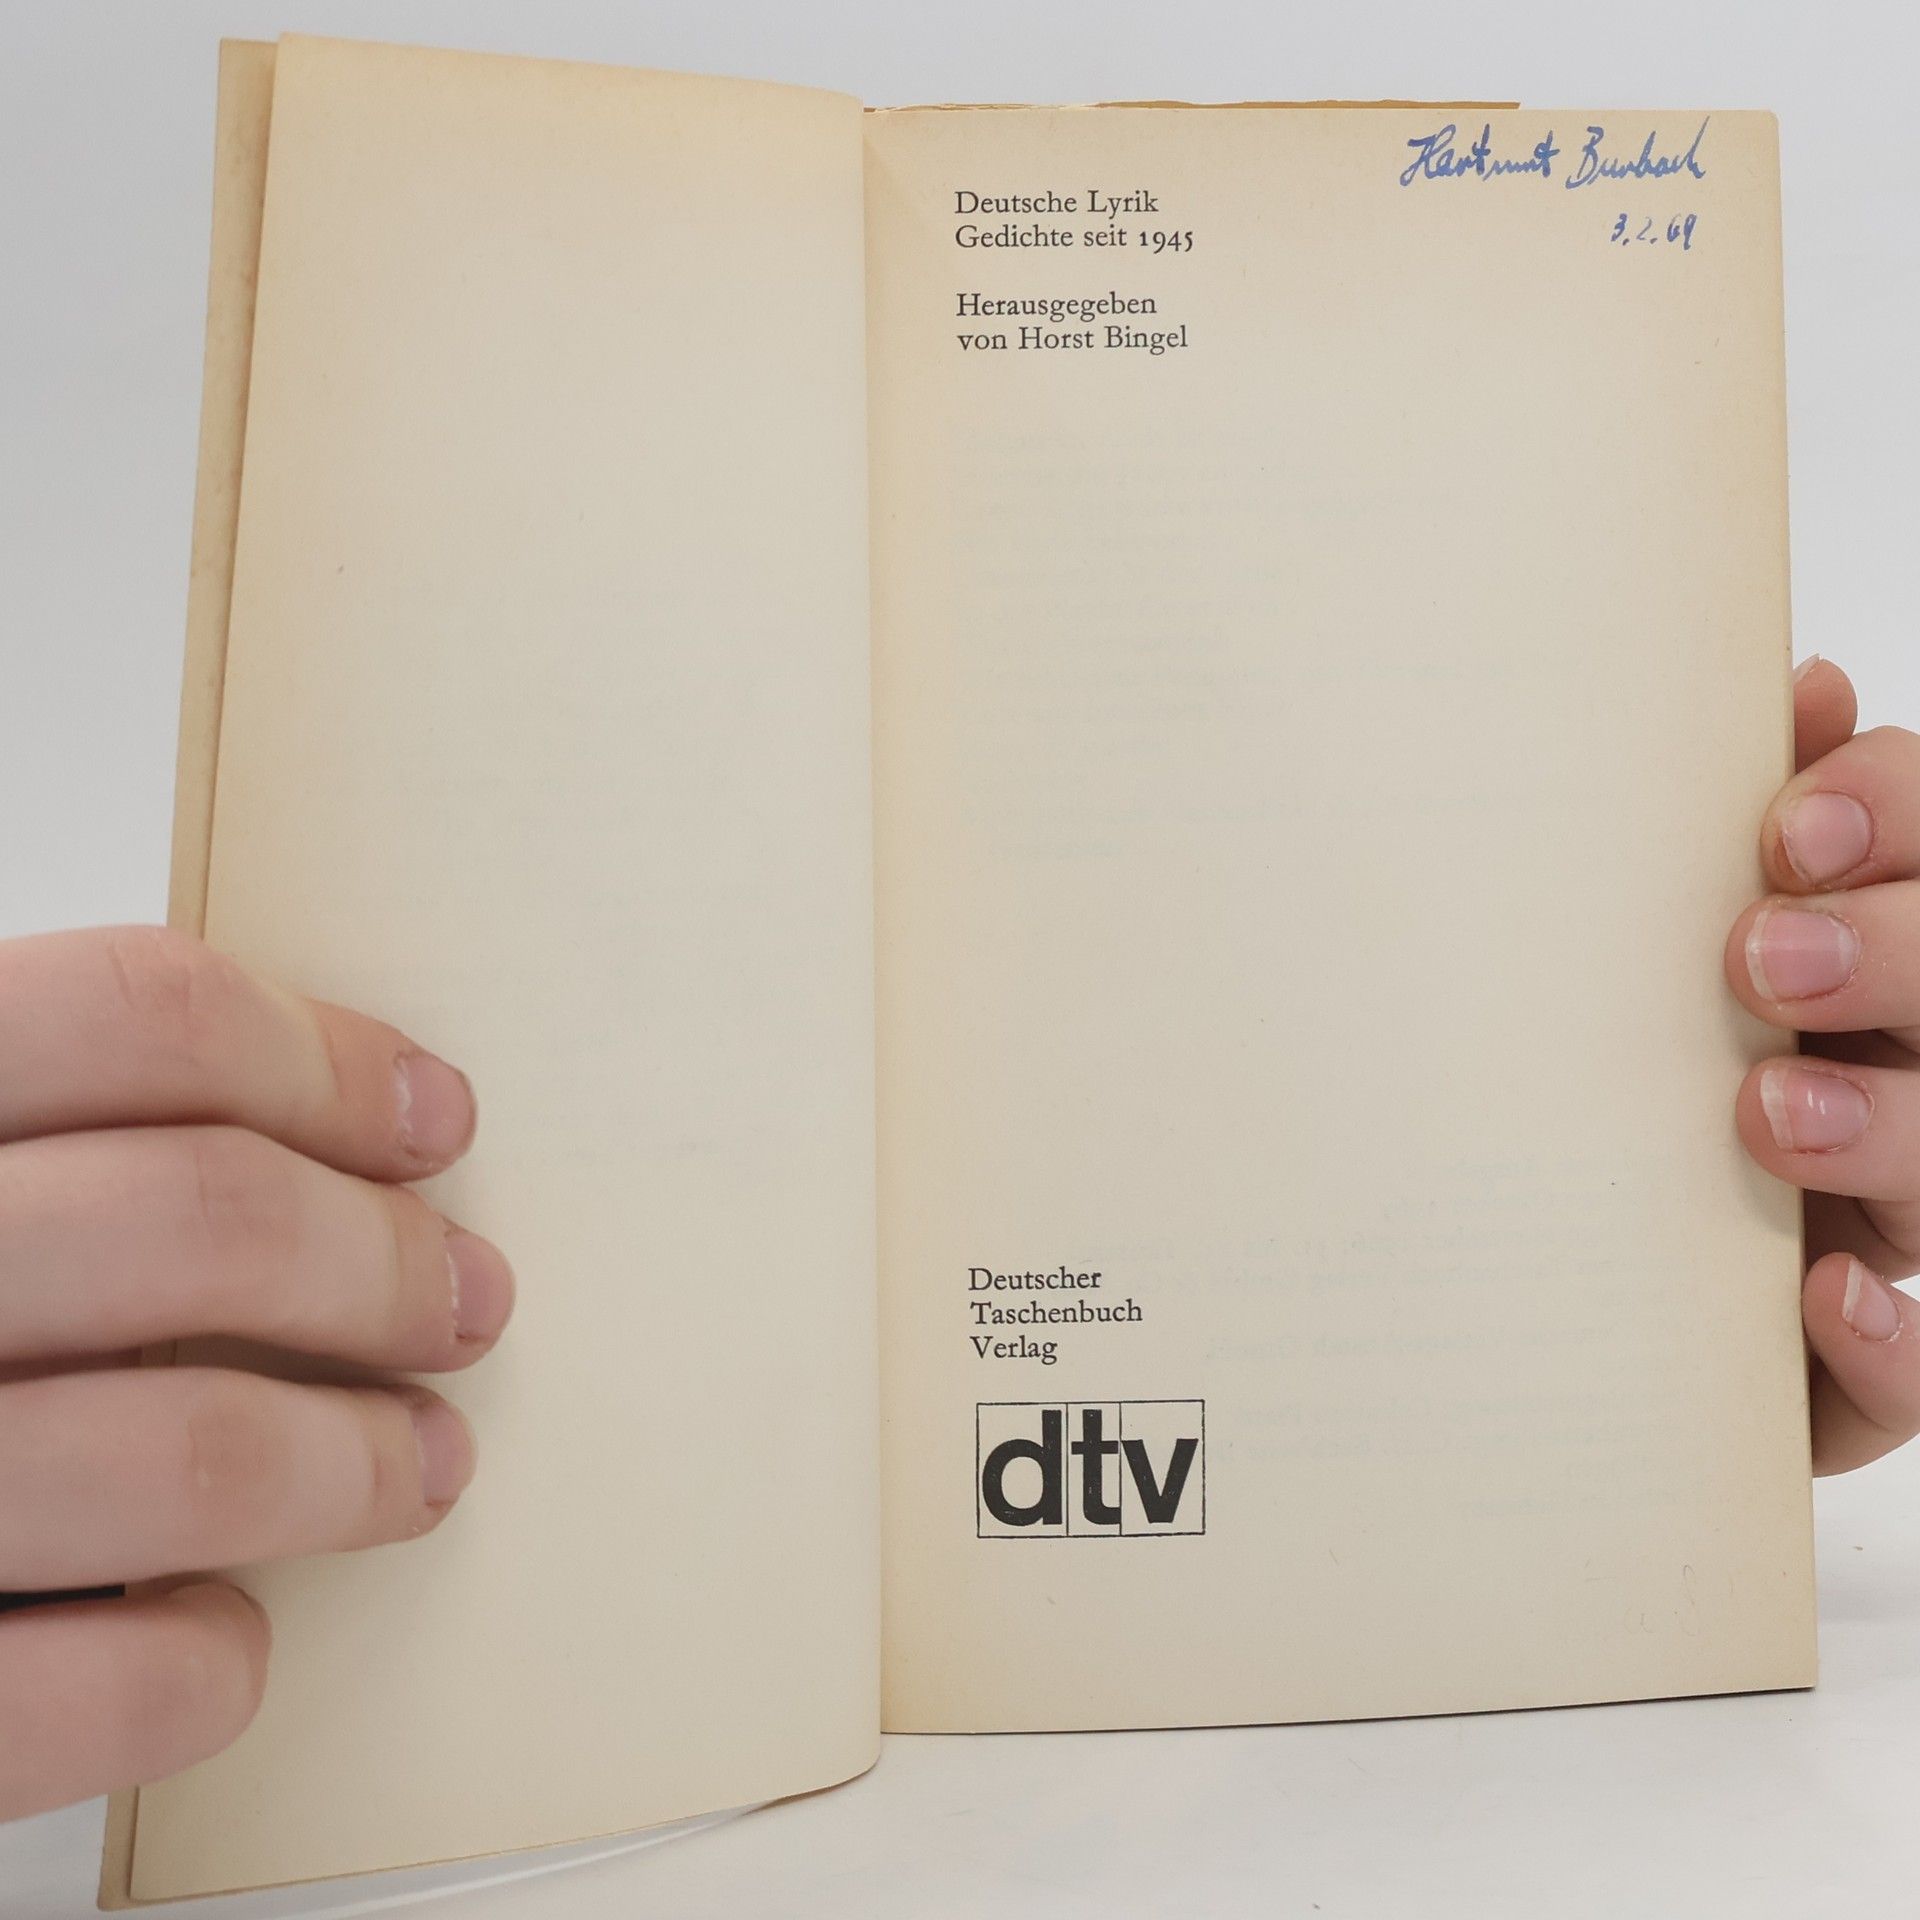 Hartmut Burbach
3.2.69
Deutsche Lyrik
Gedichte seit 1945
Herausgegeben
von Horst Bingel
Deutscher
Taschenbuch
Verlag
dtv